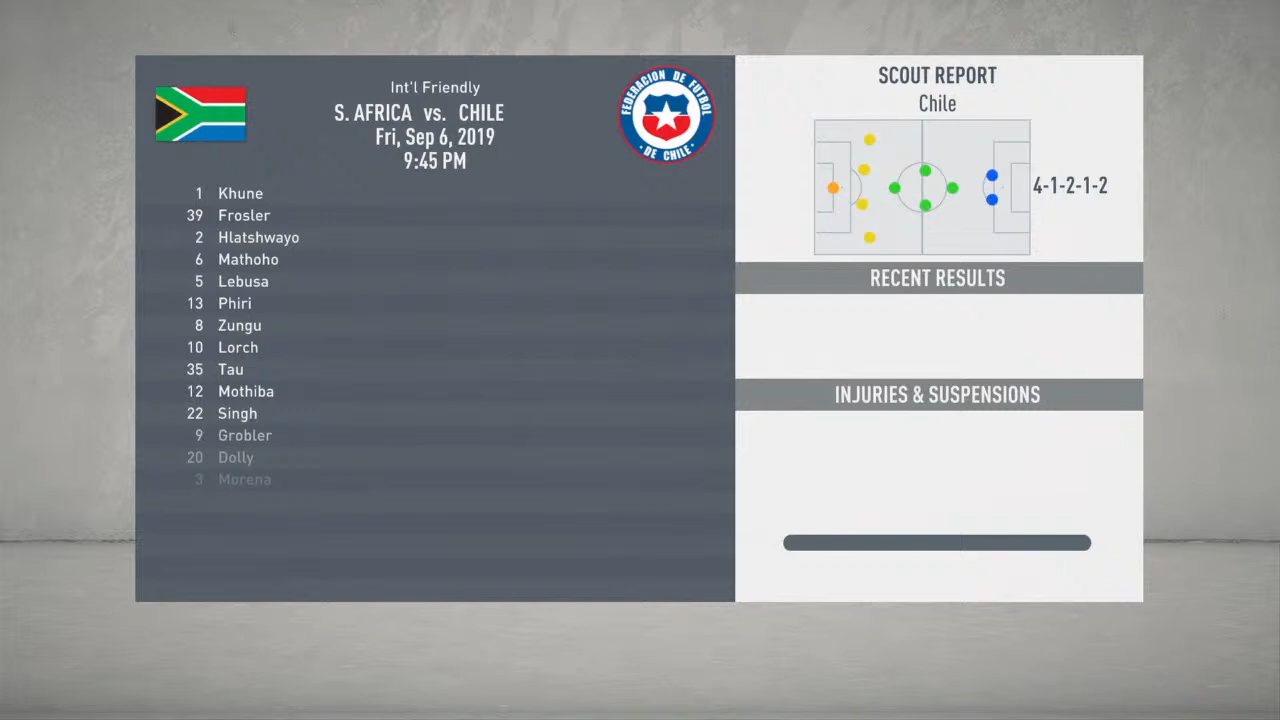 Int'l Friendly
S. AFRICA vs. CHILE
Fri, Sep 6, 2019
9:45 PM
FEDERACION DE FUTBOL
· DE CHILE ·
1 Khune
39 Frosler
2 Hlatshwayo
6 Mathoho
5 Lebusa
13 Phiri
8 Zungu
10 Lorch
35 Tau
12 Mothiba
22 Singh
9 Grobler
20 Dolly
3 Morena
SCOUT REPORT
Chile
4-1-2-1-2
RECENT RESULTS
INJURIES & SUSPENSIONS